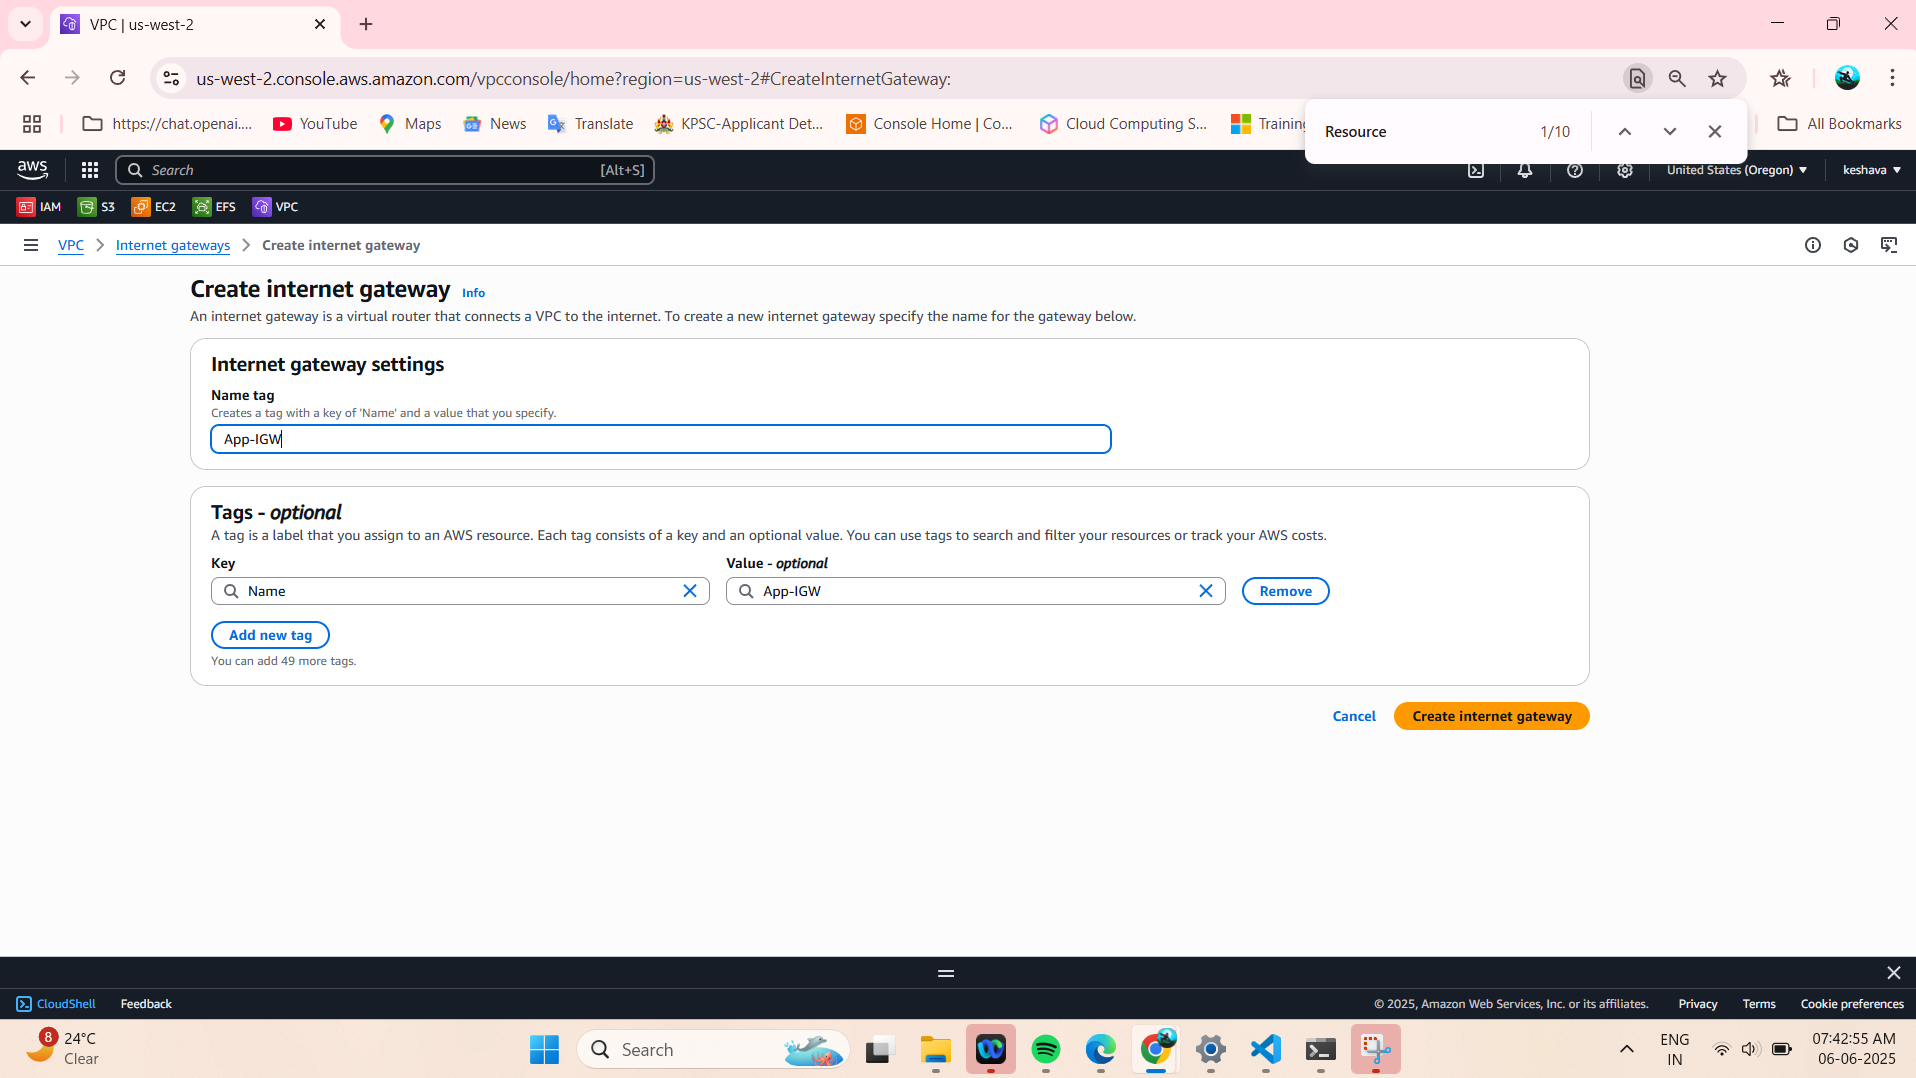 VPC | us-west-2
us-west-2.console.aws.amazon.com/vpcconsole/home?region=us-west-2#CreateInternetGateway:
https://chat.openai.... YouTube Maps News Translate KPSC-Applicant Det... Console Home | Co... Cloud Computing S... Training All Bookmarks
Resource 1/10
aws Search [Alt+S] United States (Oregon) keshava
IAM S3 EC2 EFS VPC
VPC Internet gateways Create internet gateway
Create internet gateway Info
An internet gateway is a virtual router that connects a VPC to the internet. To create a new internet gateway specify the name for the gateway below.
Internet gateway settings
Name tag
Creates a tag with a key of 'Name' and a value that you specify.
App-IGW
Tags - optional
A tag is a label that you assign to an AWS resource. Each tag consists of a key and an optional value. You can use tags to search and filter your resources or track your AWS costs.
Key Value - optional
Name App-IGW Remove
Add new tag
You can add 49 more tags.
Cancel Create internet gateway
CloudShell Feedback © 2025, Amazon Web Services, Inc. or its affiliates. Privacy Terms Cookie preferences
8 24°C
Clear
Search
ENG
IN
07:42:55 AM
06-06-2025